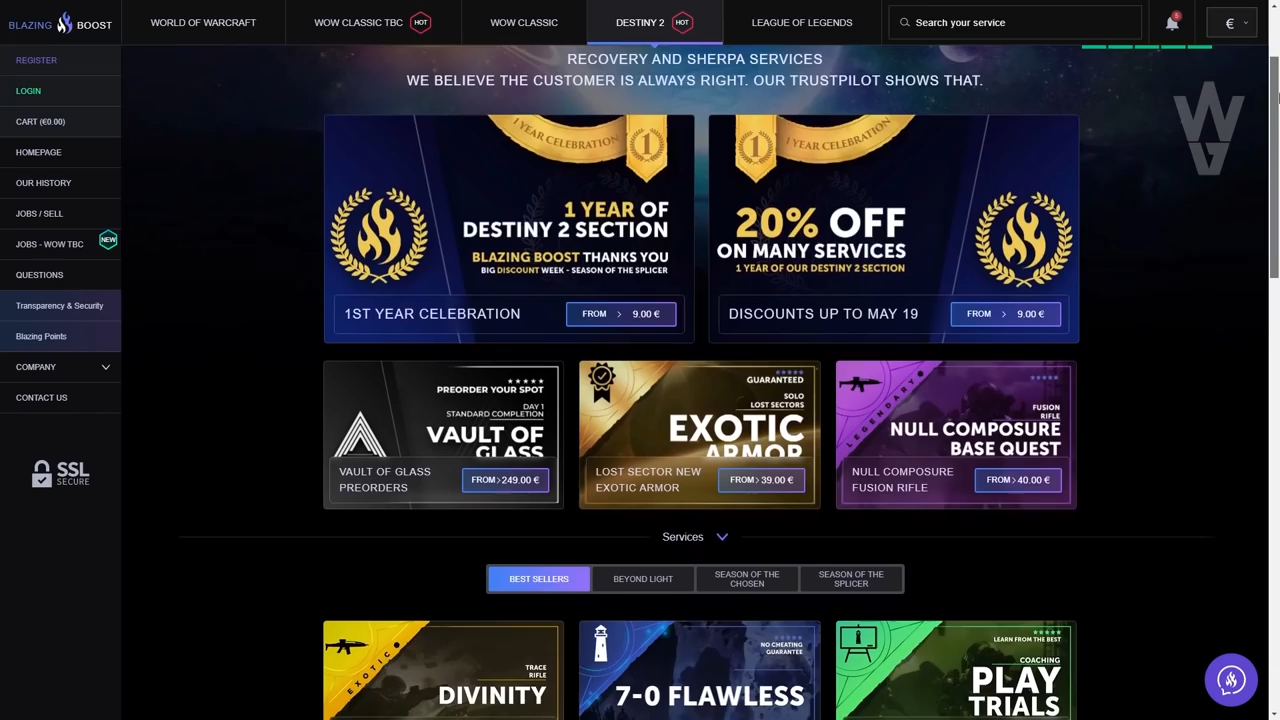 BLAZING BOOST
WORLD OF WARCRAFT
WOW CLASSIC TBC
HOT
WOW CLASSIC
DESTINY 2
HOT
LEAGUE OF LEGENDS
Search your service
6
€
REGISTER
LOGIN
CART (€0.00)
HOMEPAGE
OUR HISTORY
JOBS / SELL
JOBS - WOW TBC
NEW
QUESTIONS
Transparency & Security
Blazing Points
COMPANY
CONTACT US
SSL
SECURE
RECOVERY AND SHERPA SERVICES
WE BELIEVE THE CUSTOMER IS ALWAYS RIGHT. OUR TRUSTPILOT SHOWS THAT.
1 YEAR CELEBRATION
1
1 YEAR OF
DESTINY 2 SECTION
BLAZING BOOST THANKS YOU
BIG DISCOUNT WEEK - SEASON OF THE SPLICER
1ST YEAR CELEBRATION
FROM > 9.00 €
1
1 YEAR CELEBRATION
20% OFF
ON MANY SERVICES
1 YEAR OF OUR DESTINY 2 SECTION
DISCOUNTS UP TO MAY 19
FROM > 9.00 €
PREORDER YOUR SPOT
DAY 1
STANDARD COMPLETION
VAULT OF
GLASS
VAULT OF GLASS
PREORDERS
FROM > 249.00 €
GUARANTEED
SOLO
LOST SECTORS
EXOTIC
ARMOR
LOST SECTOR NEW
EXOTIC ARMOR
FROM > 39.00 €
LEGENDARY
FUSION
RIFLE
NULL COMPOSURE
BASE QUEST
NULL COMPOSURE
FUSION RIFLE
FROM > 40.00 €
Services
BEST SELLERS
BEYOND LIGHT
SEASON OF THE
CHOSEN
SEASON OF THE
SPLICER
EXOTIC
TRACE
RIFLE
DIVINITY
NO CHEATING
GUARANTEE
7-0 FLAWLESS
LEARN FROM THE BEST
COACHING
PLAY
TRIALS